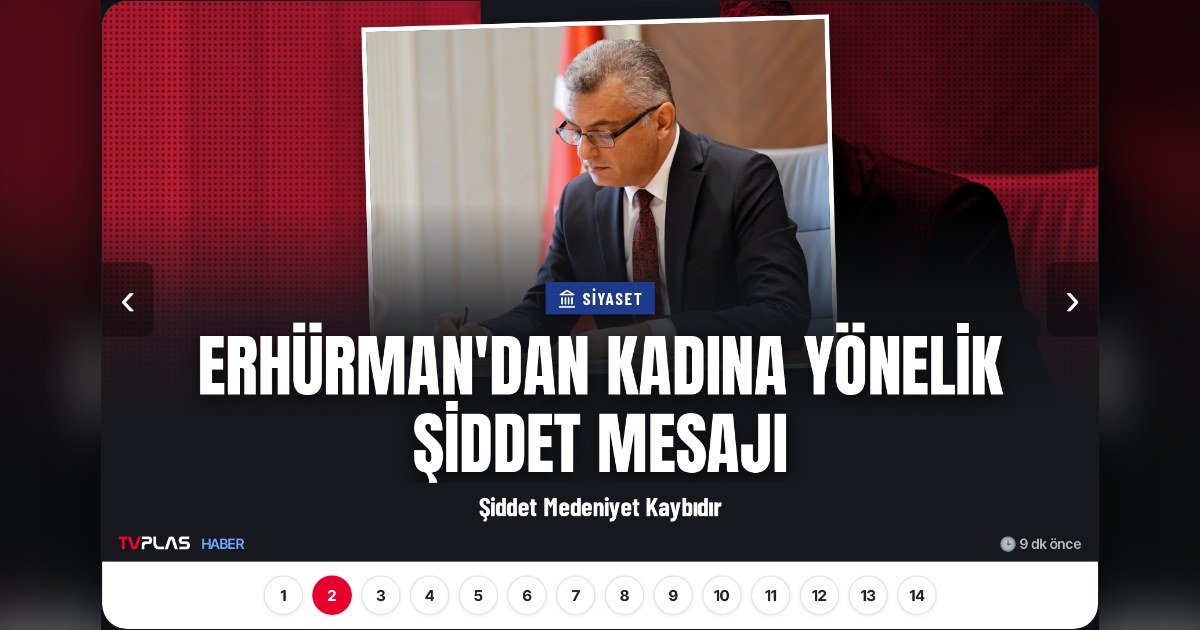 SİYASET
ERHÜRMAN'DAN KADINA YÖNELİK
ŞİDDET MESAJI
Şiddet Medeniyet Kaybıdır
TVPLAS HABER
9 dk önce
1 2 3 4 5 6 7 8 9 10 11 12 13 14